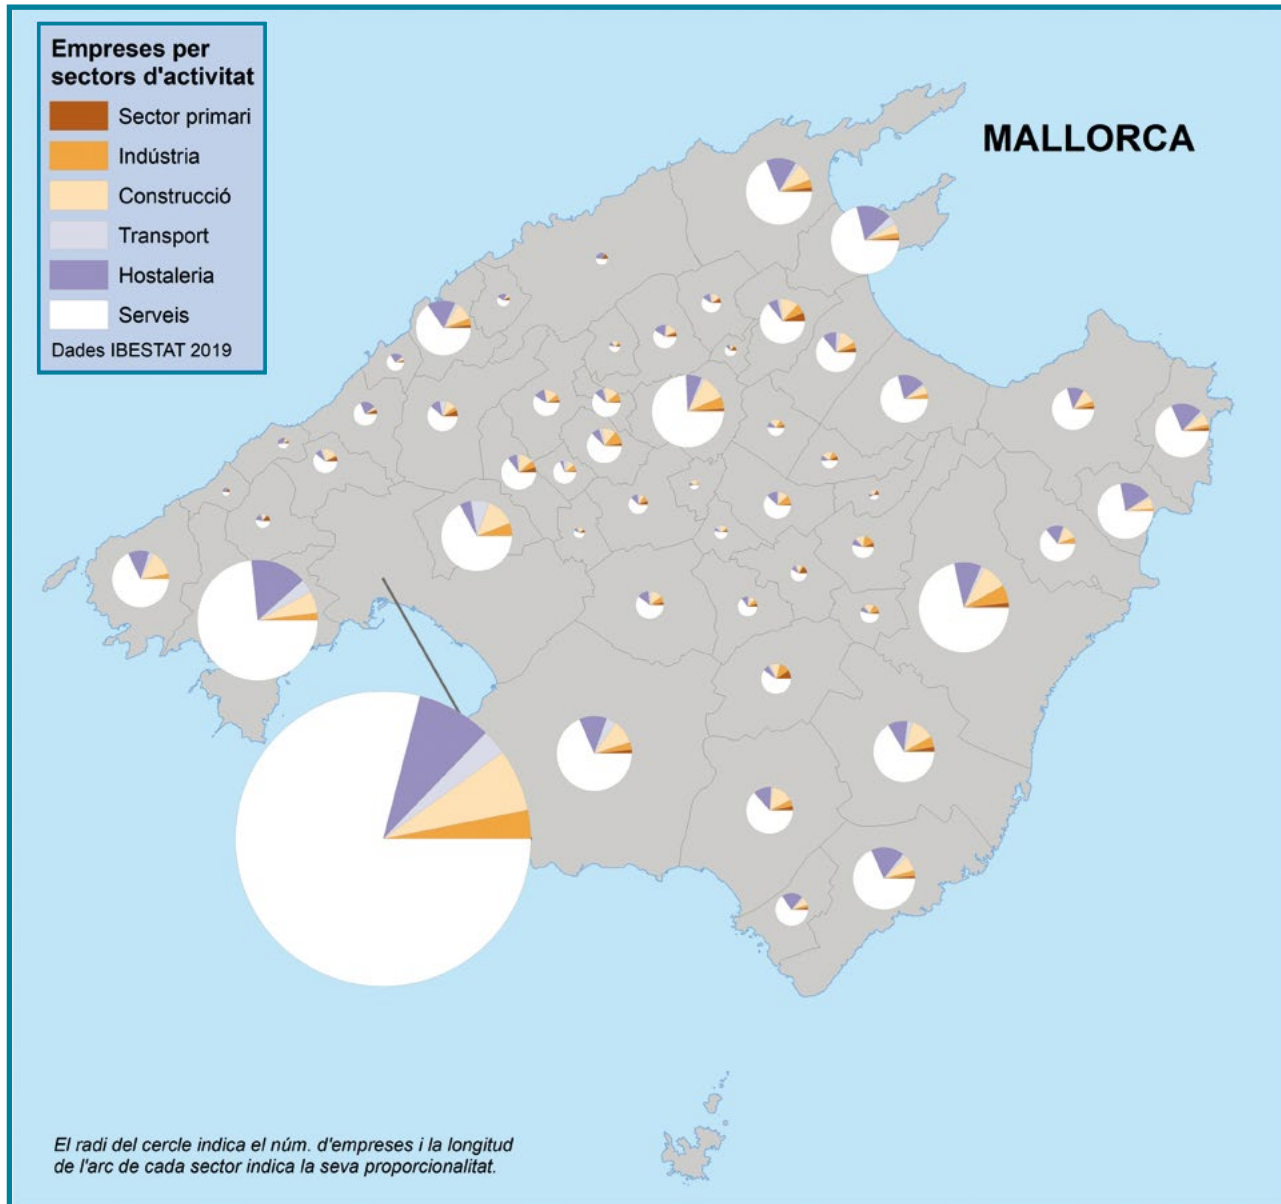 Empreses per
sectors d'activitat
Sector primari
Indústria
Construcció
Transport
Hostaleria
Serveis
Dades IBESTAT 2019
MALLORCA
El radi del cercle indica el núm. d'empreses i la longitud
de l'arc de cada sector indica la seva proporcionalitat.